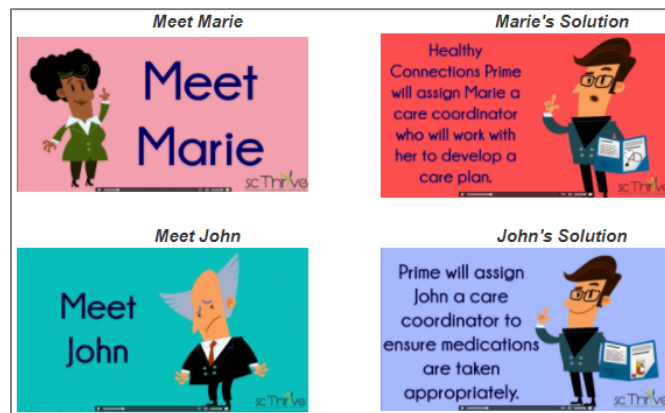 Meet Marie
Meet
Marie
sc Thrive
Marie's Solution
Healthy
Connections Prime
will assign Marie a
care coordinator
who will work with
her to develop a
care plan.
sc Thrive
Meet John
Meet
John
sc Thrive
John's Solution
Prime will assign
John a care
coordinator to
ensure medications
are taken
appropriately.
sc Thrive